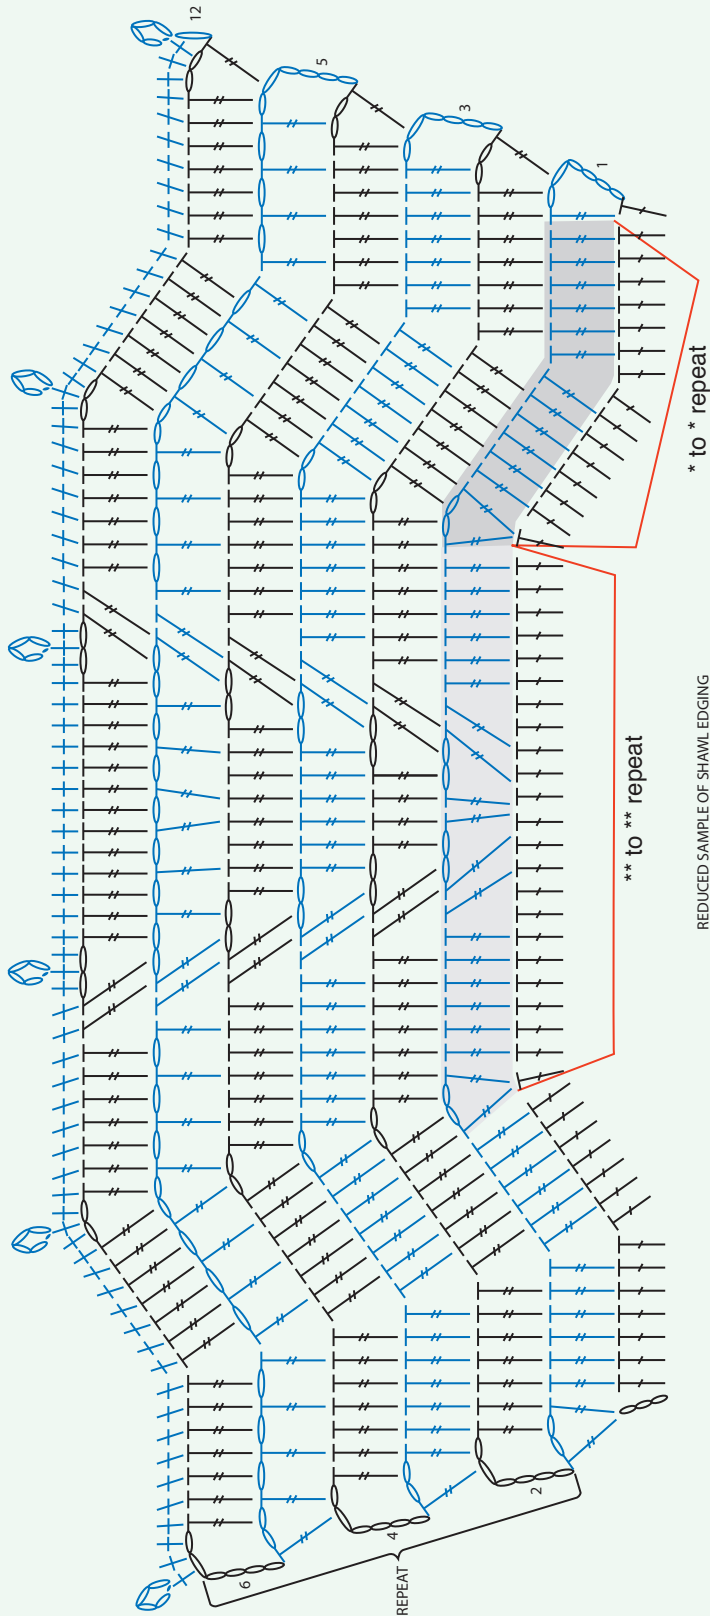 12
5
3
1
* to * repeat
** to ** repeat
REDUCED SAMPLE OF SHAWL EDGING
2
4
6
REPEAT